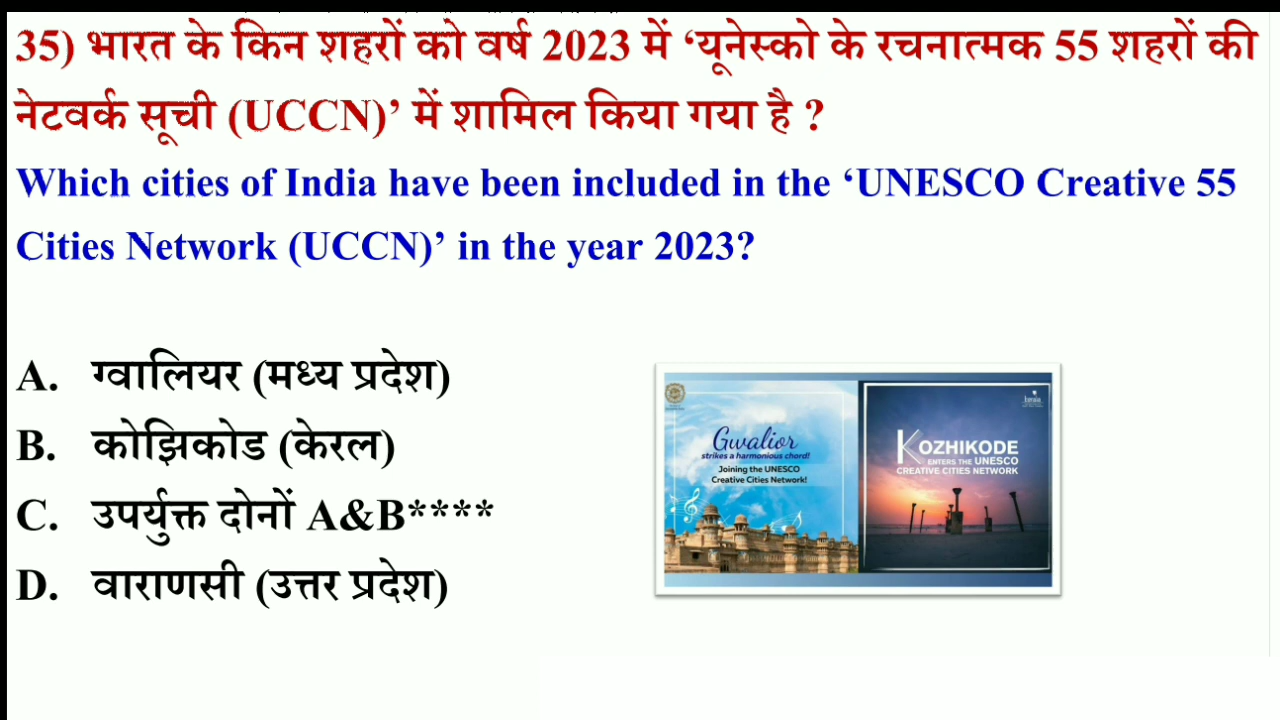 35) भारत के किन शहरों को वर्ष 2023 में ‘यूनेस्को के रचनात्मक 55 शहरों की
नेटवर्क सूची (UCCN)’ में शामिल किया गया है ?
Which cities of India have been included in the ‘UNESCO Creative 55
Cities Network (UCCN)’ in the year 2023?
A. ग्वालियर (मध्य प्रदेश)
B. कोझिकोड (केरल)
C. उपर्युक्त दोनों A&B****
D. वाराणसी (उत्तर प्रदेश)
Gwalior
strikes a harmonious chord!
Joining the UNESCO
Creative Cities Network!
KOZHIKODE
ENTERS THE UNESCO
CREATIVE CITIES NETWORK